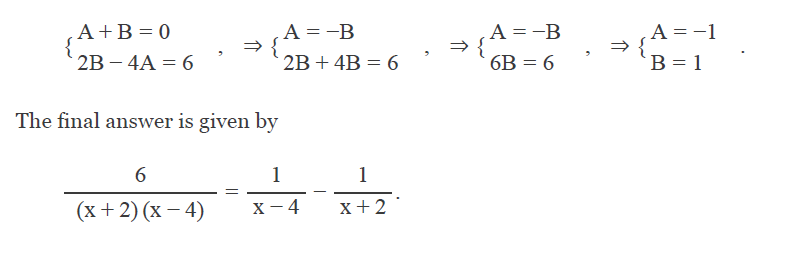 { A + B = 0 , ⇒ { A = −B , ⇒ { A = −B , ⇒ { A = −1 .
2B − 4A = 6 2B + 4B = 6 6B = 6 B = 1
The final answer is given by
6 1 1
──────── = ──── − ──── .
(x + 2) (x − 4) x − 4 x + 2